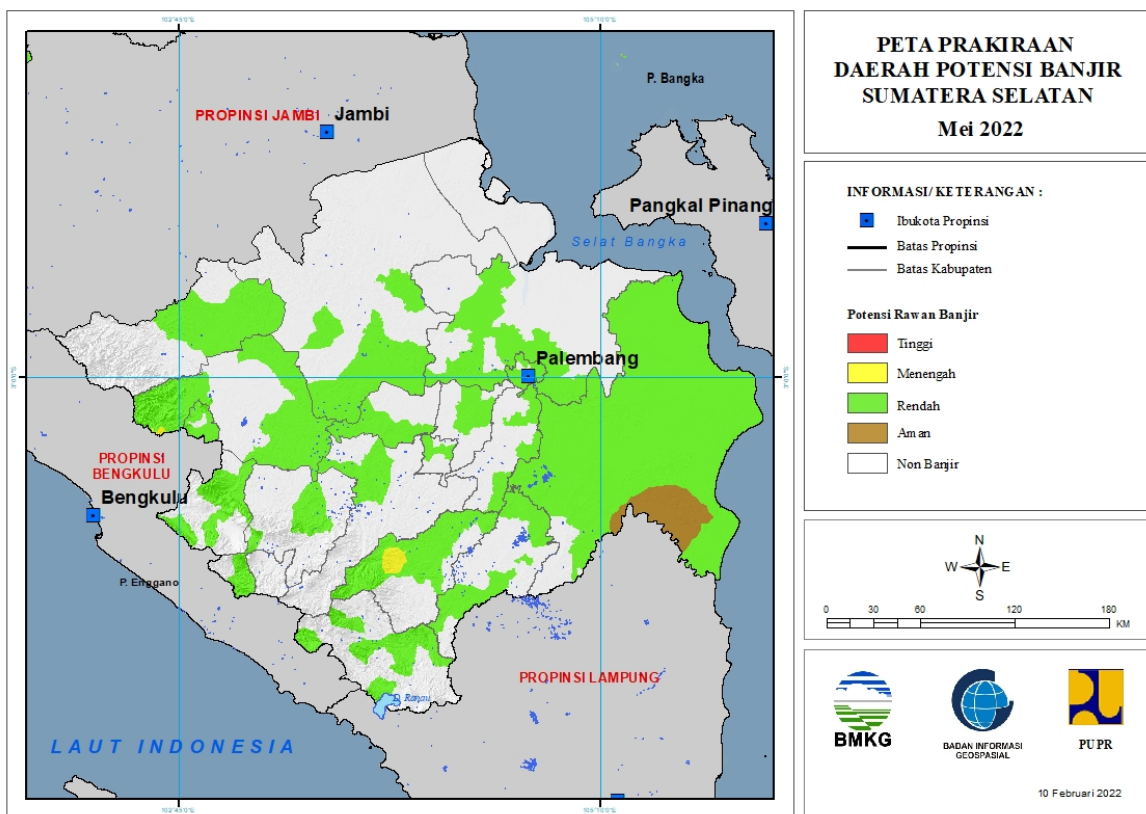 PETA PRAKIRAAN
DAERAH POTENSI BANJIR
SUMATERA SELATAN
Mei 2022
P. Bangka
PROPINSI JAMBI
Jambi
Pangkal Pinang
Selat Bangka
Palembang
PROPINSI
BENGKULU
Bengkulu
P. Enggano
PROPINSI LAMPUNG
D. Ranau
LAUT INDONESIA
INFORMASI/ KETERANGAN :
Ibukota Propinsi
Batas Propinsi
Batas Kabupaten
Potensi Rawan Banjir
Tinggi
Menengah
Rendah
Aman
Non Banjir
N
W E
S
0 30 60 120 180
KM
BMKG
BADAN INFORMASI
GEOSPASIAL
PUPR
10 Februari 2022